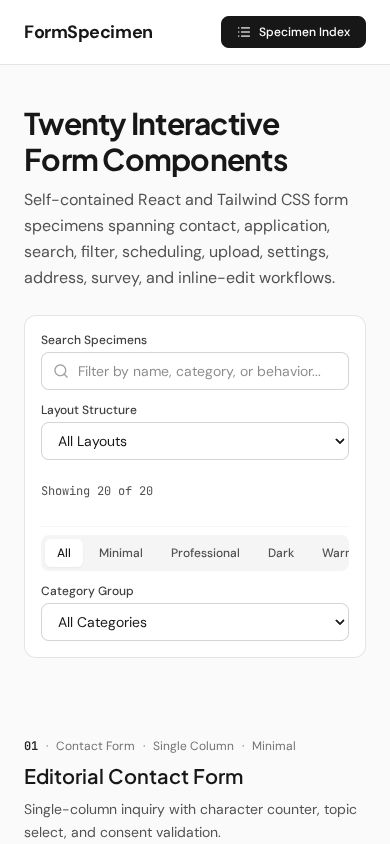 FormSpecimen
Specimen Index
Twenty Interactive
Form Components
Self-contained React and Tailwind CSS form
specimens spanning contact, application,
search, filter, scheduling, upload, settings,
address, survey, and inline-edit workflows.
Search Specimens
Filter by name, category, or behavior...
Layout Structure
All Layouts
Showing 20 of 20
All Minimal Professional Dark
Category Group
All Categories
01 · Contact Form · Single Column · Minimal
Editorial Contact Form
Single-column inquiry with character counter, topic
select, and consent validation.